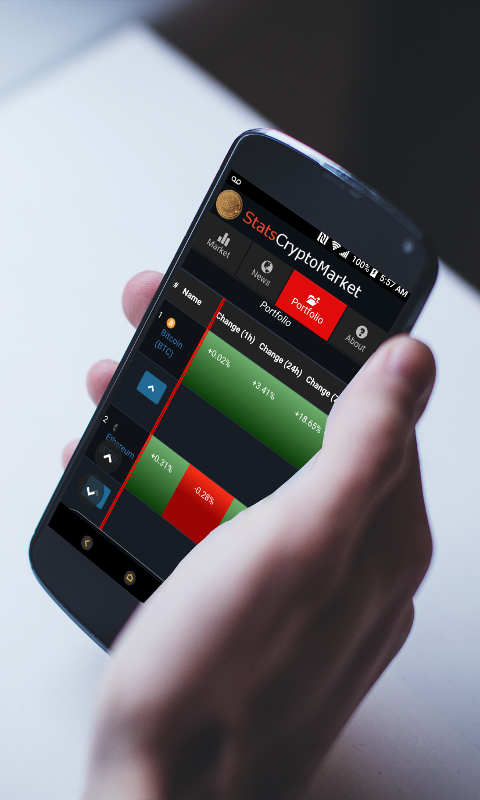 100% 5:57 AM
StatsCryptoMarket
Market News Portfolio About
Portfolio
# Name Change (1h) Change (24h) Change
1 Bitcoin +0.02% +3.41% +18.65%
(BTC)
2 Ethereum +0.31% -0.28%